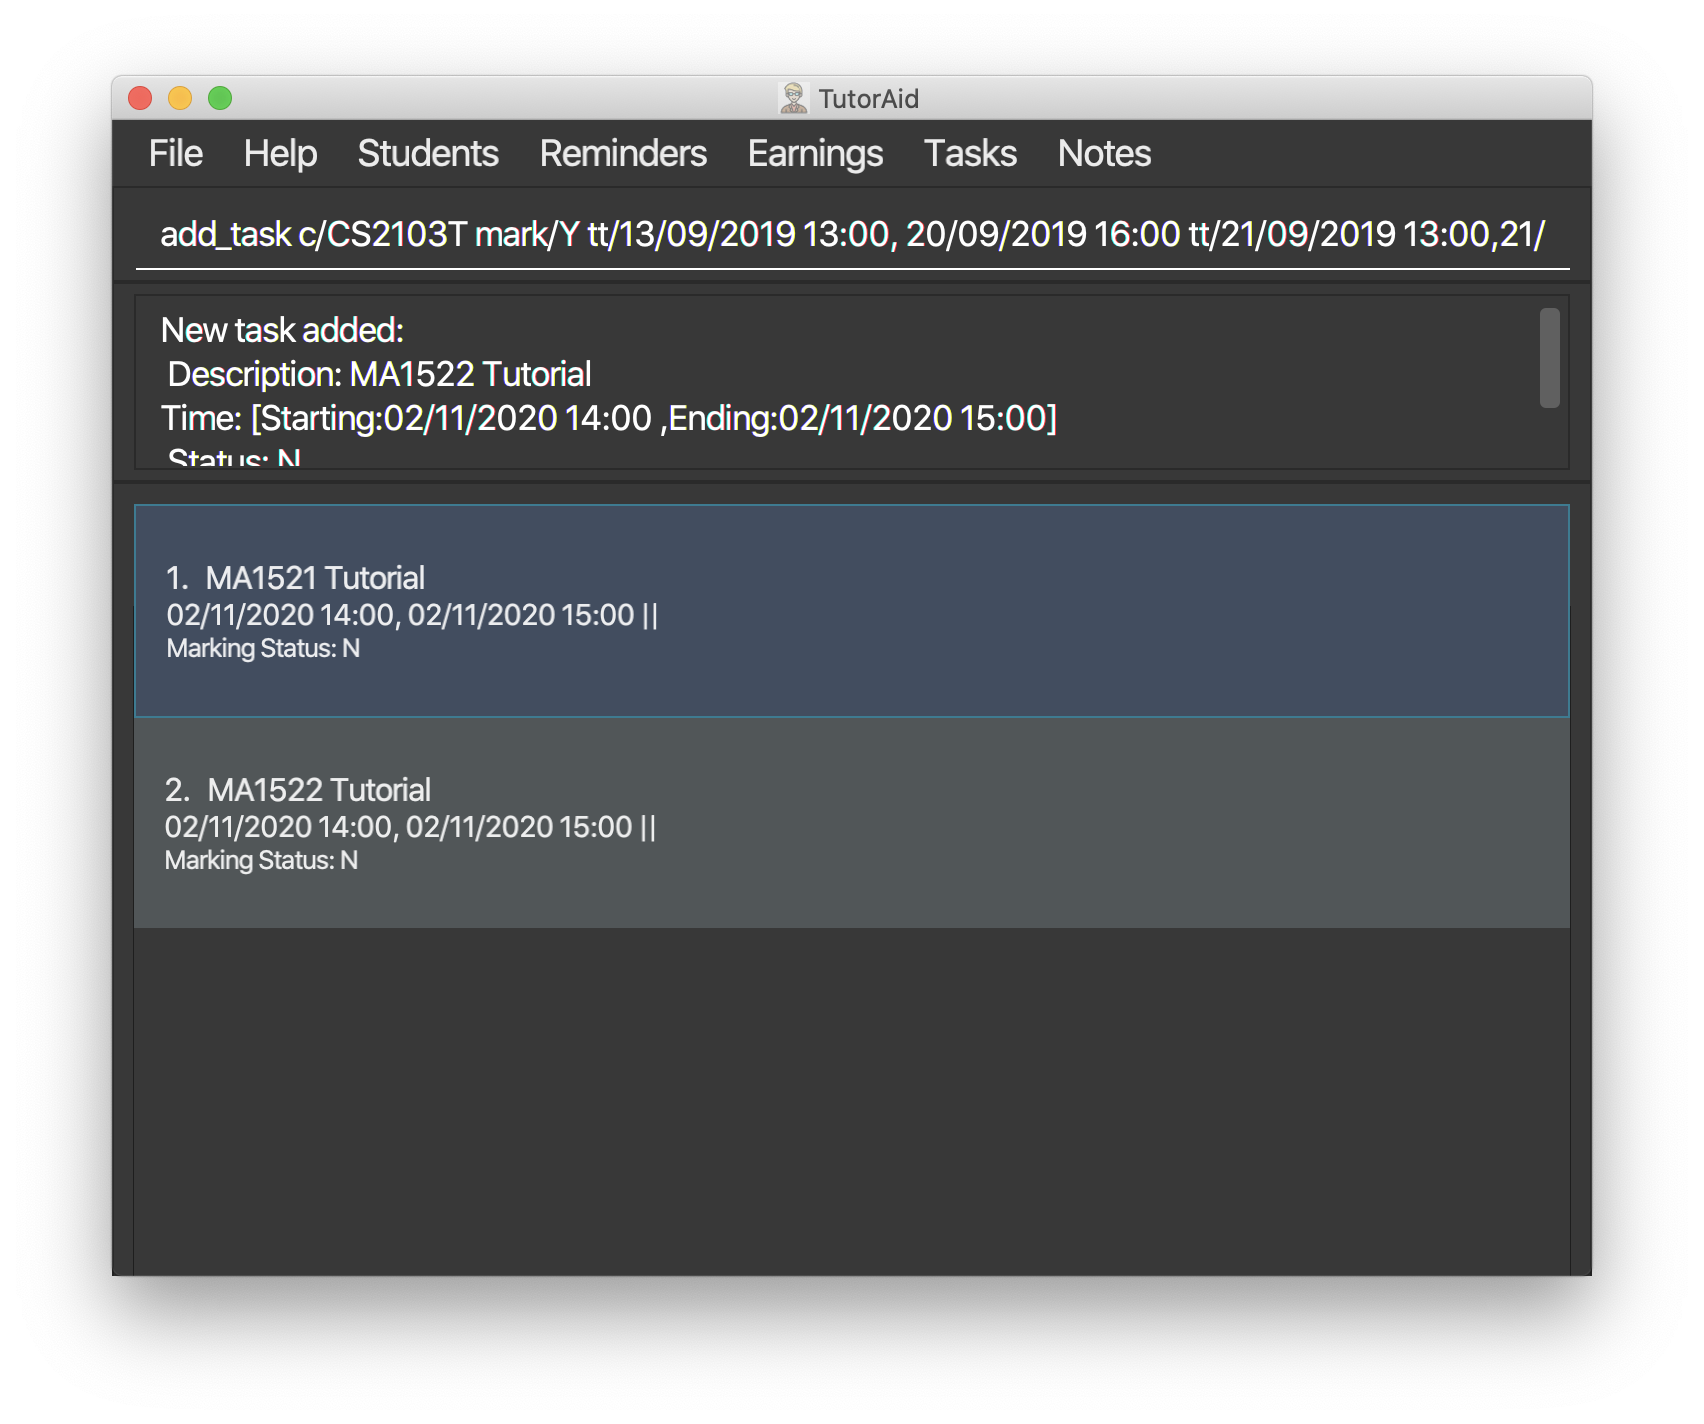 TutorAid
File Help Students Reminders Earnings Tasks Notes
add_task c/CS2103T mark/Y tt/13/09/2019 13:00, 20/09/2019 16:00 tt/21/09/2019 13:00,21/
New task added:
Description: MA1522 Tutorial
Time: [Starting:02/11/2020 14:00 ,Ending:02/11/2020 15:00]
Status: N
1. MA1521 Tutorial
02/11/2020 14:00, 02/11/2020 15:00 ||
Marking Status: N
2. MA1522 Tutorial
02/11/2020 14:00, 02/11/2020 15:00 ||
Marking Status: N